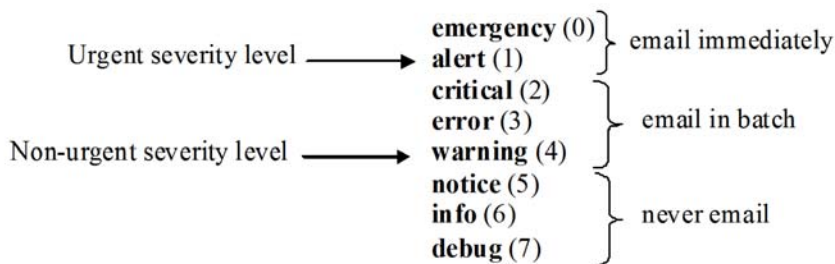 emergency (0)
email immediately
Urgent severity level
alert (1)
critical (2)
error (3)
email in batch
Non-urgent severity level
warning (4)
notice (5)
info (6)
never email
debug (7)